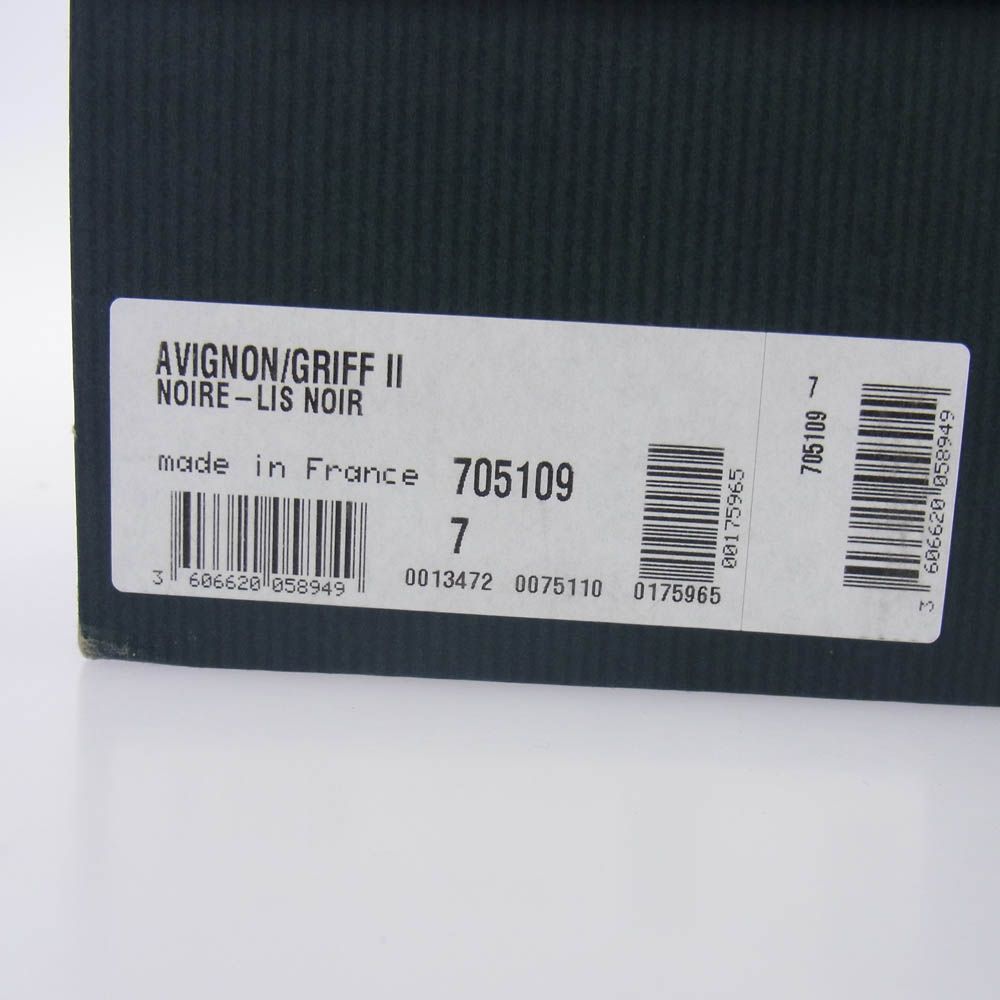 AVIGNON/GRIFF II
NOIRE – LIS NOIR
made in France 705109
7
3 606620 058949
0013472 0075110 0175965
00175965
705109 7
3 606620 058949